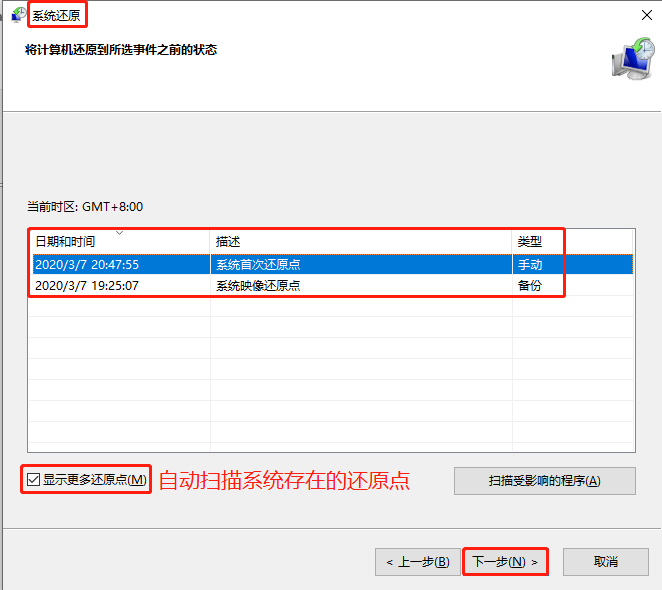 系统还原
将计算机还原到所选事件之前的状态
当前时区: GMT+8:00
日期和时间 描述 类型
2020/3/7 20:47:55 系统首次还原点 手动
2020/3/7 19:25:07 系统映像还原点 备份
显示更多还原点(M) 自动扫描系统存在的还原点 扫描受影响的程序(A)
< 上一步(B) 下一步(N) > 取消